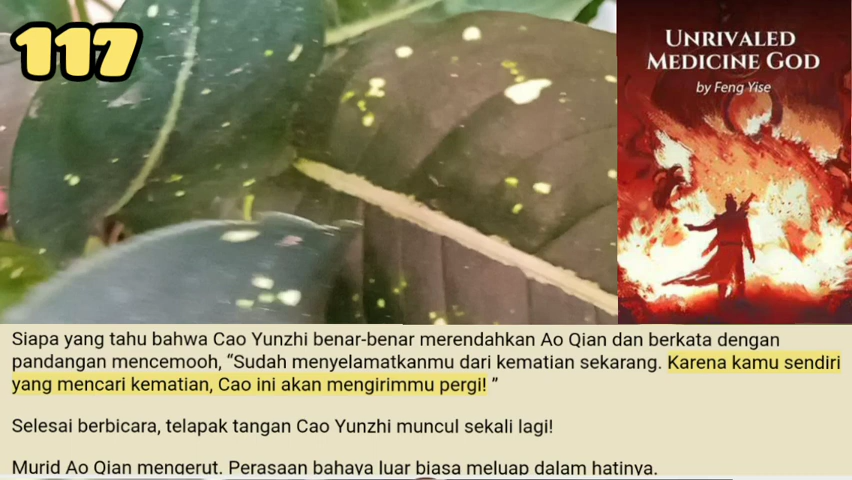 117
UNRIVALED
MEDICINE GOD
by Feng Yise
Siapa yang tahu bahwa Cao Yunzhi benar-benar merendahkan Ao Qian dan berkata dengan
pandangan mencemooh, “Sudah menyelamatkanmu dari kematian sekarang. Karena kamu sendiri
yang mencari kematian, Cao ini akan mengirimmu pergi! ”
Selesai berbicara, telapak tangan Cao Yunzhi muncul sekali lagi!
Murid Ao Qian mengerut. Perasaan bahaya luar biasa meluap dalam hatinya.